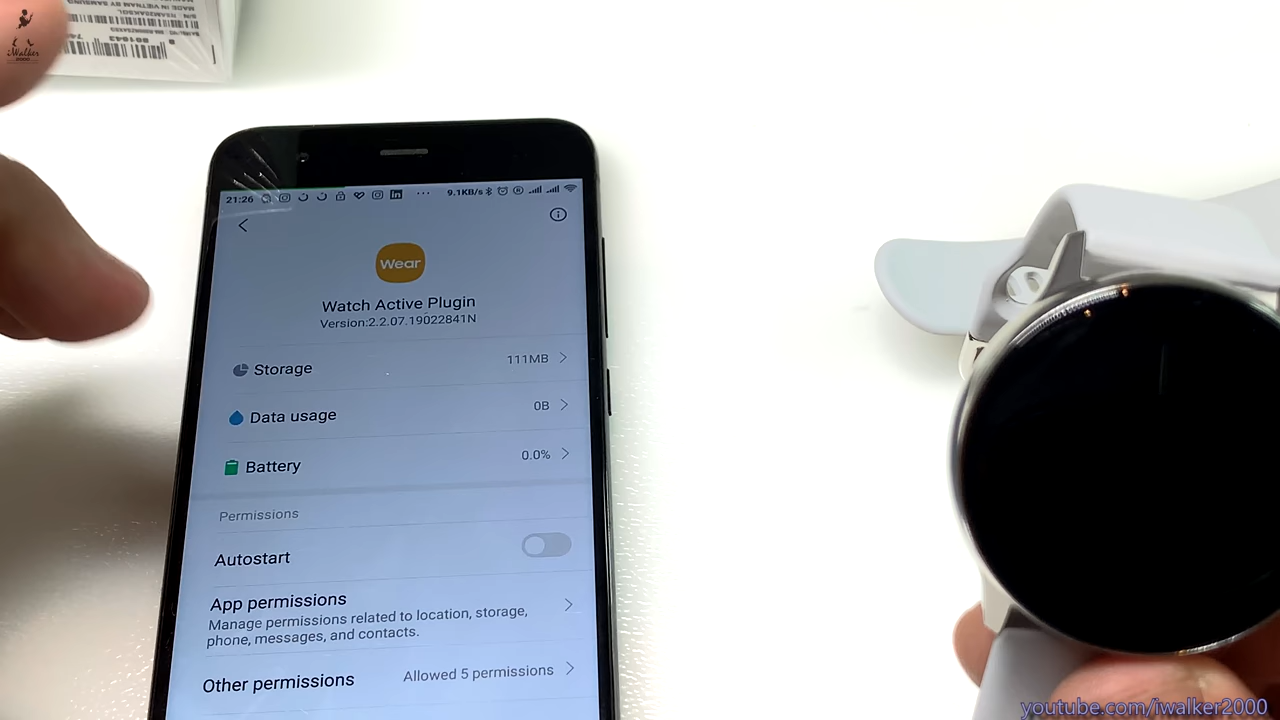 MADE IN VIETNAM BY SAMSUNG
iWalker
2000
21:26
9.1KB/s
Wear
Watch Active Plugin
Version:2.2.07.19022841N
Storage 111MB
Data usage 0B
Battery 0.0%
Permissions
Autostart
App permissions
Manage permissions related to location, storage,
phone, messages, and contacts.
Other permissions Allowed 5 permissions
youtube.com/iwalker2000